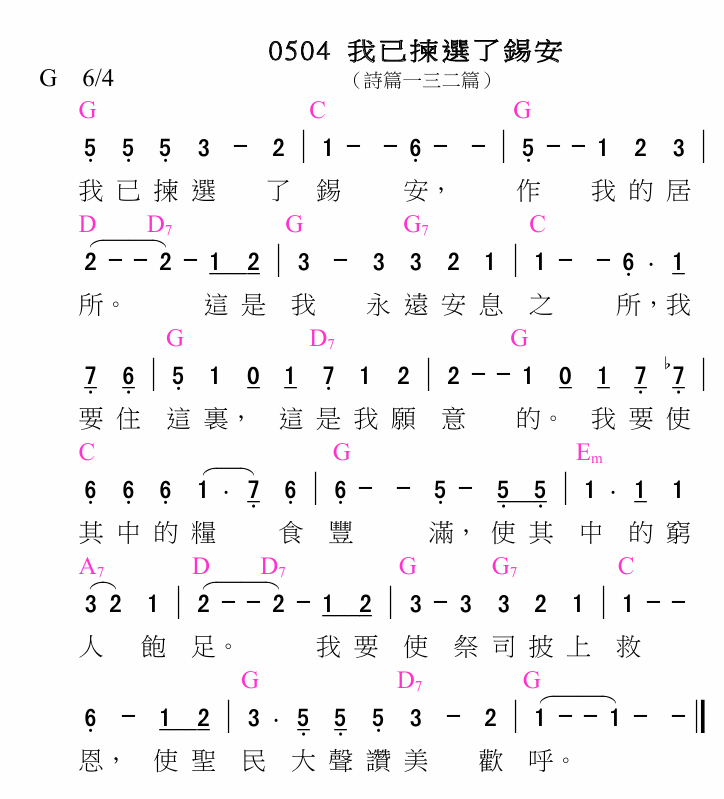 0504 我已揀選了錫安
G 6/4 （詩篇一三二篇）
G C G
5 5 5 3 - 2 | 1 - - 6 - - | 5 - - 1 2 3 |
我已揀選 了錫 安， 作 我的居
D D7 G G7 C
2 - - 2 - 1 2 | 3 - 3 3 2 1 | 1 - - 6 . 1
所。 這是我 永遠安息之 所，我
G D7 G
7 6 | 5 1 0 1 7 1 2 | 2 - - 1 0 1 7 ♭7
要住這裏，這是我願意 的。我要使
C G Em
6 6 6 1 . 7 6 | 6 - - 5 - 5 5 | 1 . 1 1
其中的糧 食豐 滿，使其中的窮
A7 D D7 G G7 C
3 2 1 | 2 - - 2 - 1 2 | 3 - 3 3 2 1 | 1 - -
人 飽足。 我要使祭司披上救
G D7 G
6 - 1 2 | 3 . 5 5 5 3 - 2 | 1 - - 1 - -
恩，使聖民大聲讚美 歡呼。